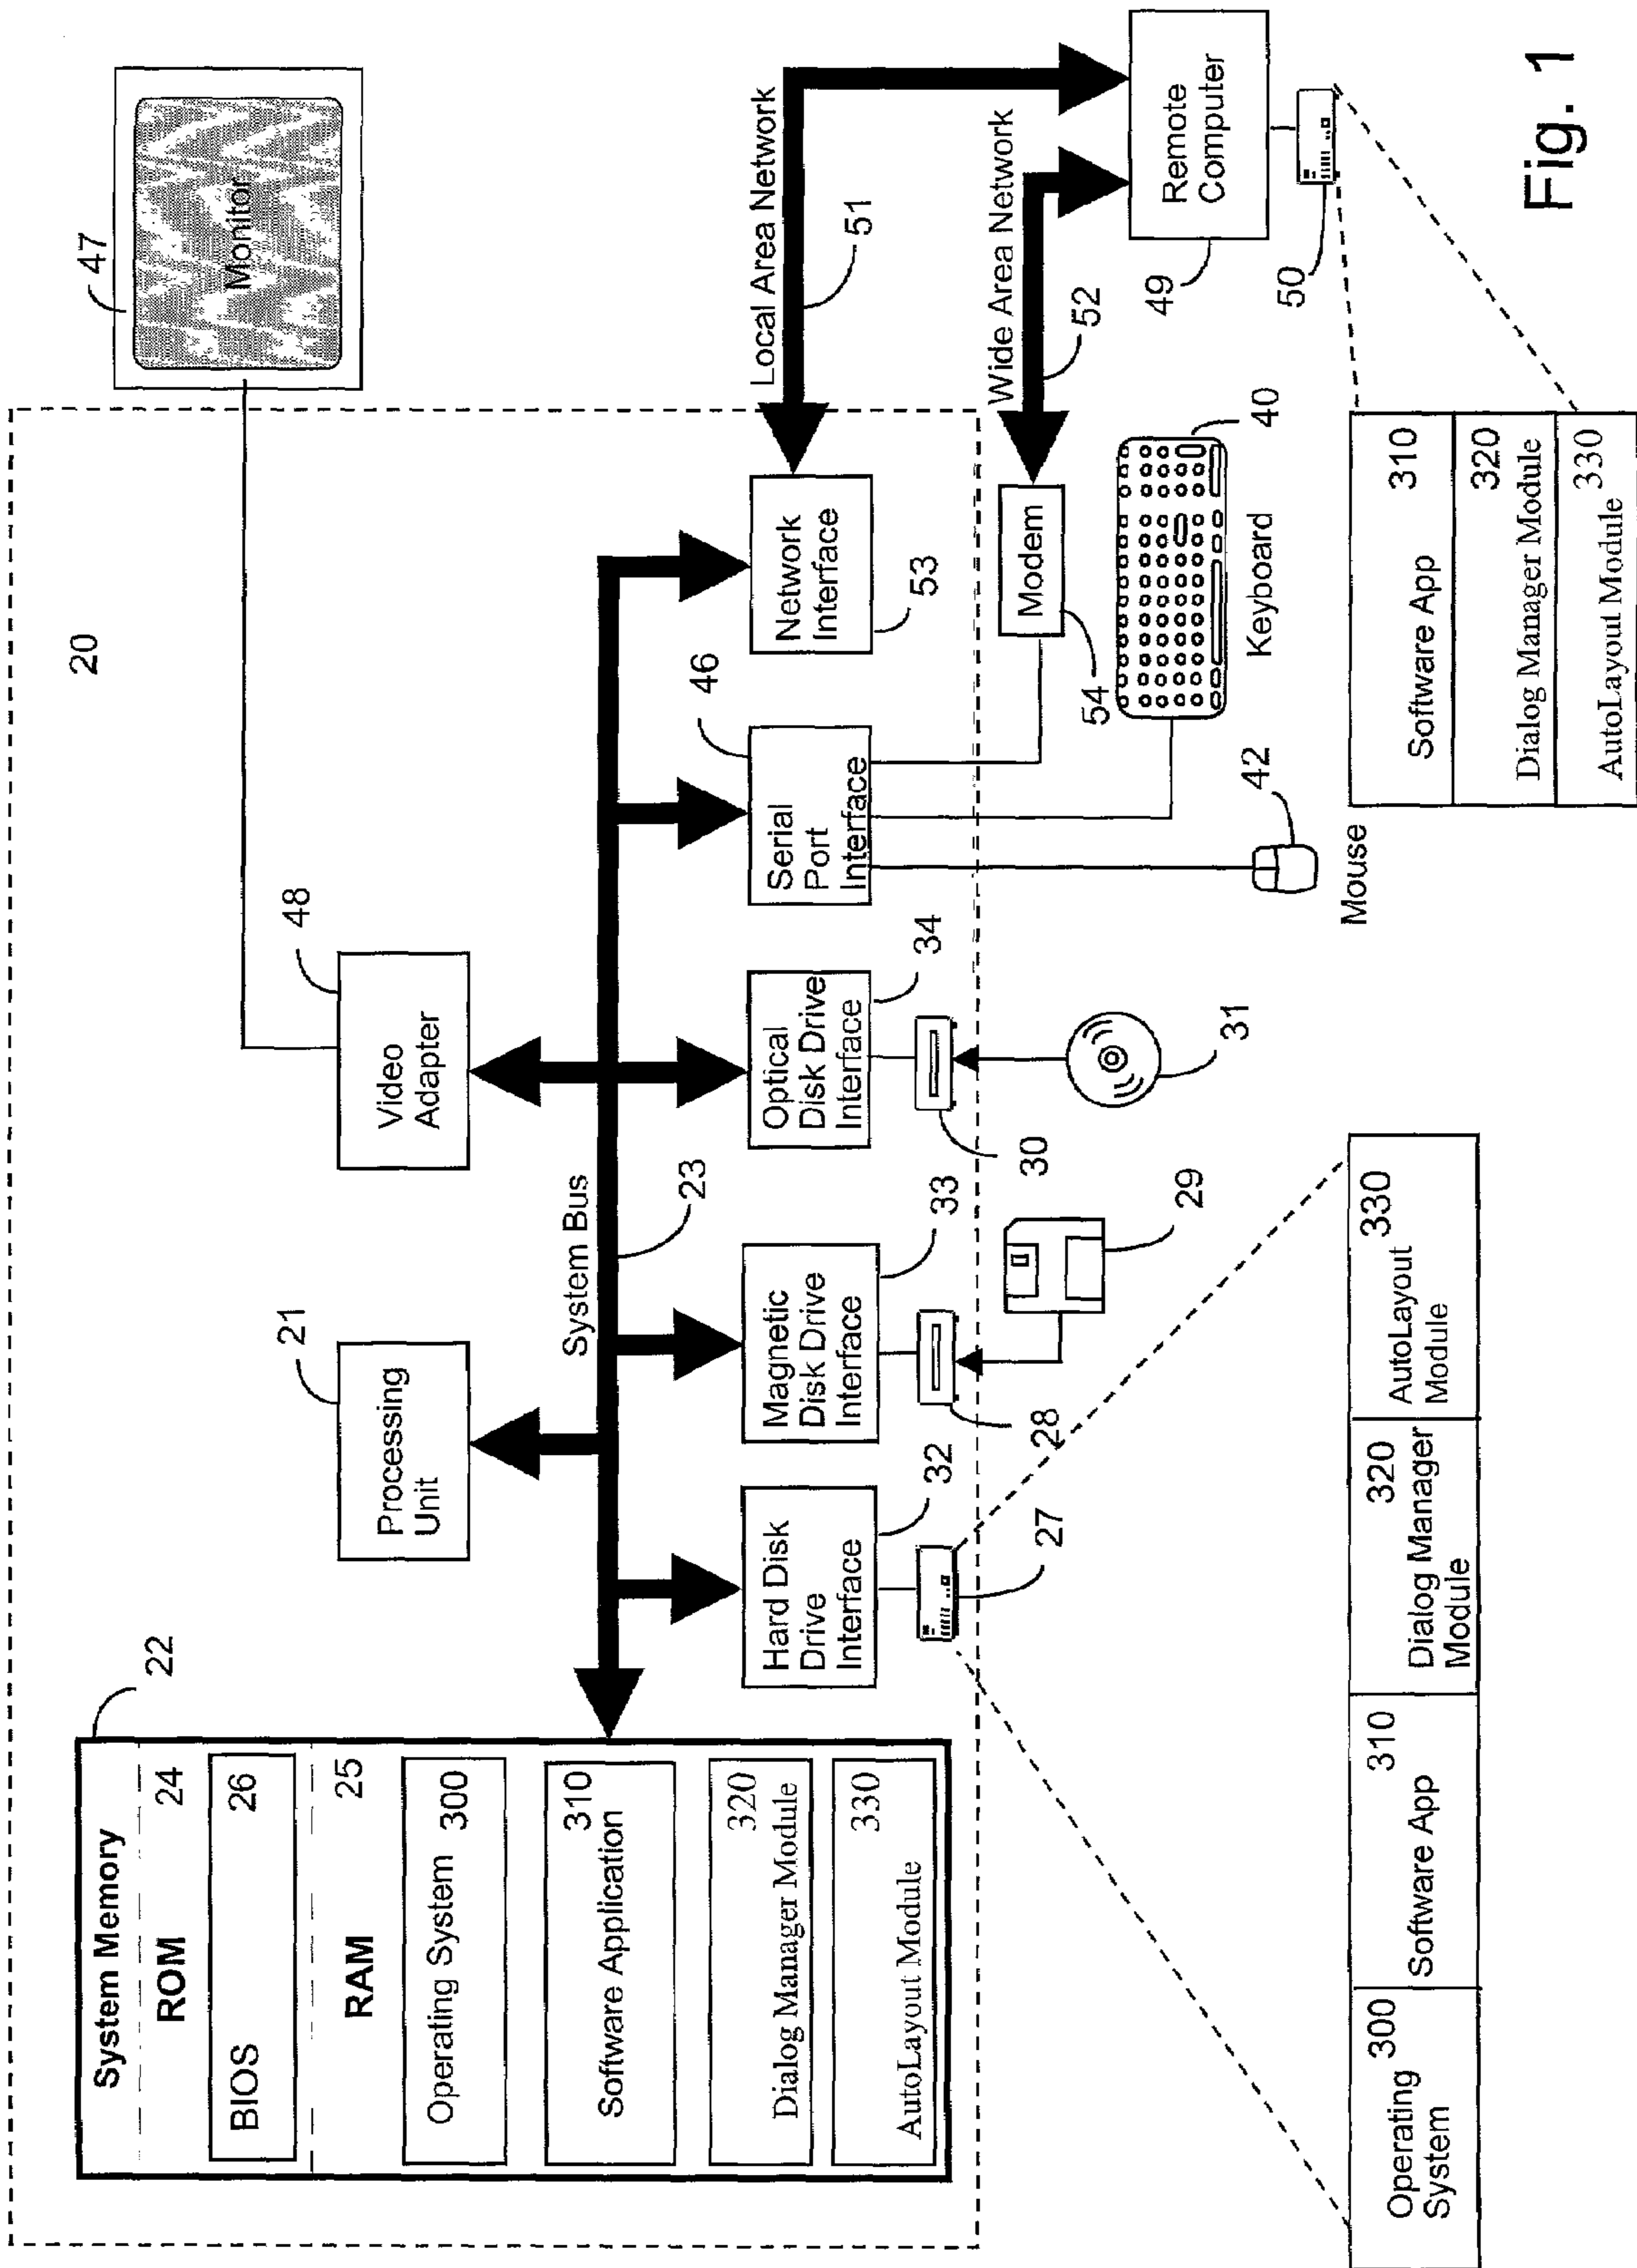 47
Monitor
20
System Memory
22
ROM
24
BIOS
26
RAM
25
Operating System
300
Software Application
310
320
Dialog Manager Module
330
AutoLayout Module
21
Processing
Unit
48
Video
Adapter
System Bus
23
Hard Disk
Drive
Interface
32
Magnetic
Disk Drive
Interface
33
Optical
Disk Drive
Interface
34
Serial
Port
Interface
46
Network
Interface
53
Local Area Network
51
Wide Area Network
52
Modem
54
27
28
29
30
31
Mouse
42
Keyboard
40
Remote
Computer
49
50
Operating
System
300
Software App
310
320
Dialog Manager
Module
330
AutoLayout
Module
Software App
310
320
Dialog Manager Module
330
AutoLayout Module
Fig. 1